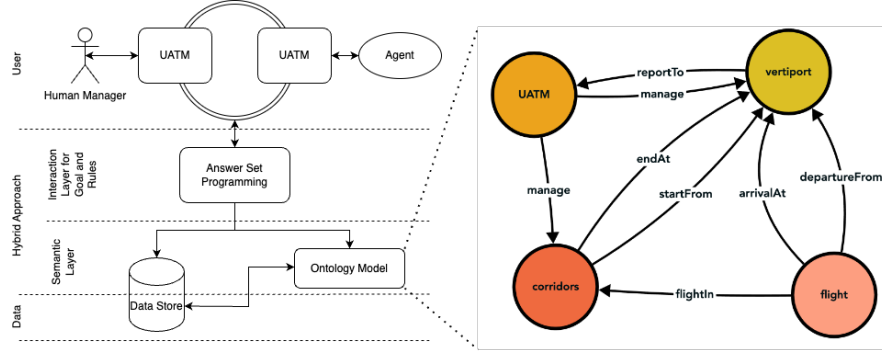 User
Human Manager
UATM
UATM
Agent
Hybrid Approach
Interaction
Layer for
Goal and
Rules
Answer Set
Programming
Semantic
Layer
Data Store
Ontology Model
Data
UATM
vertiport
reportTo
manage
manage
endAt
startFrom
arrivalAt
departureFrom
corridors
flightIn
flight